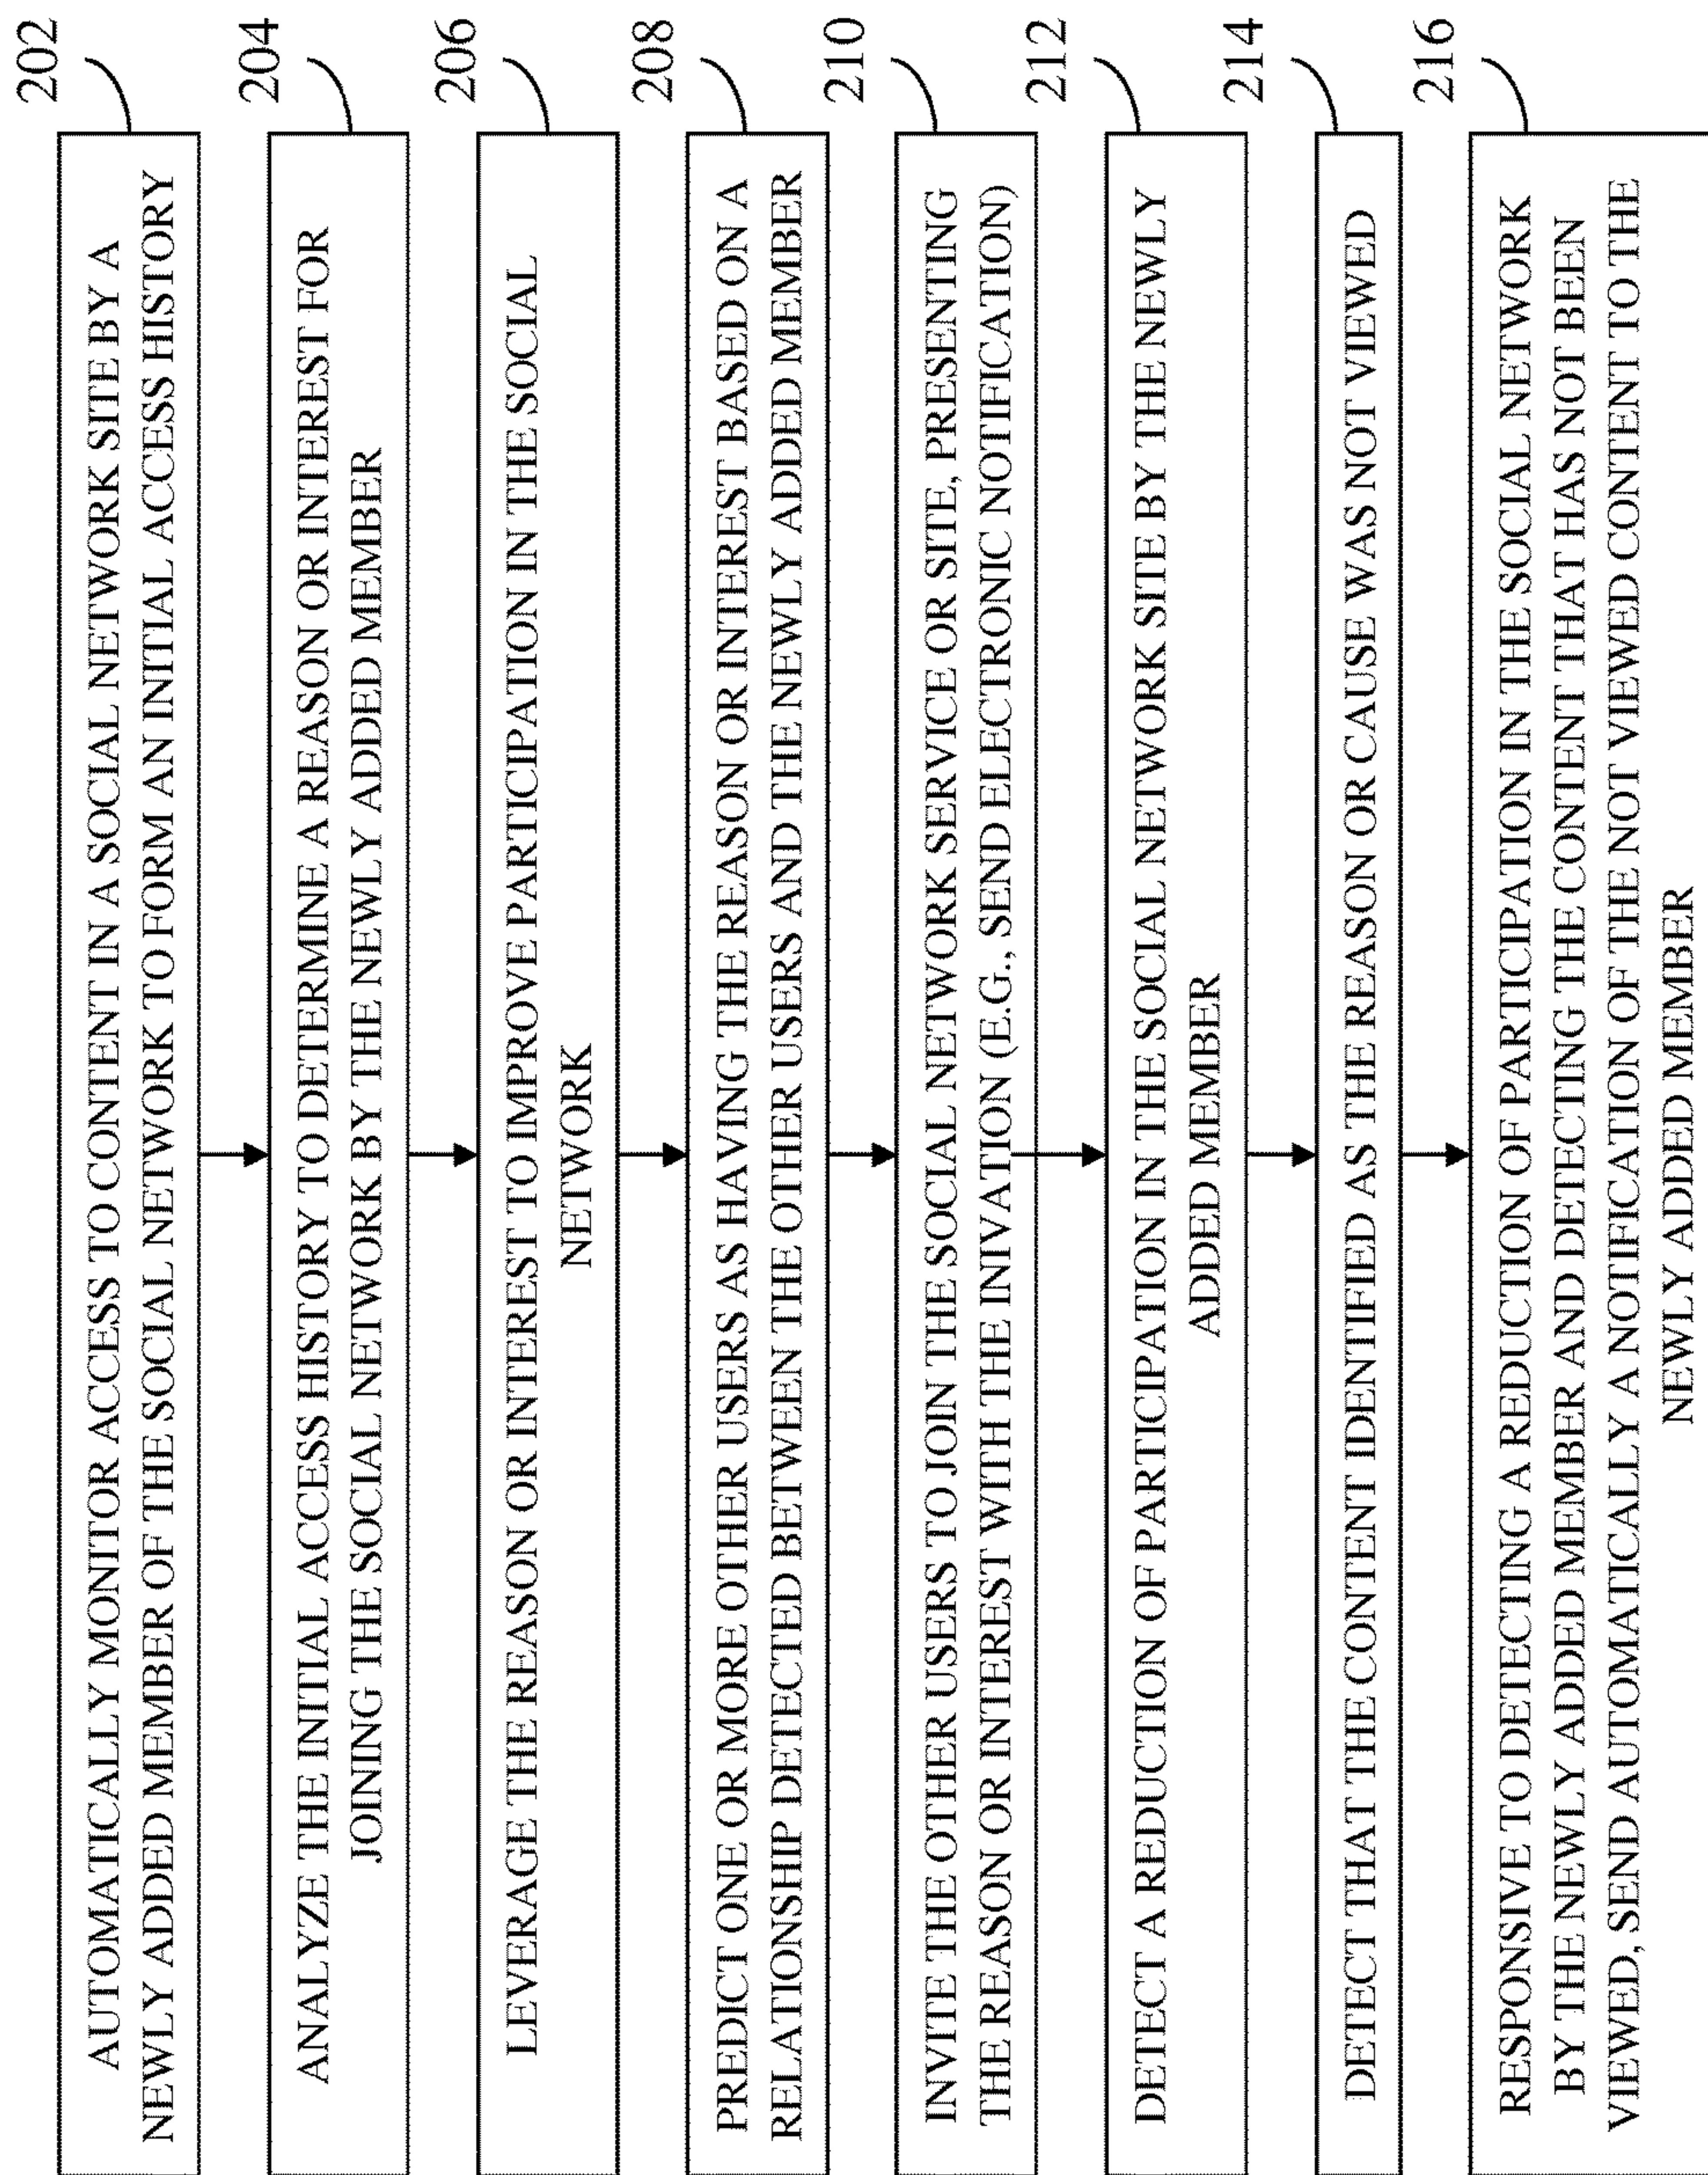 202
AUTOMATICALLY MONITOR ACCESS TO CONTENT IN A SOCIAL NETWORK SITE BY A
NEWLY ADDED MEMBER OF THE SOCIAL NETWORK TO FORM AN INITIAL ACCESS HISTORY
204
ANALYZE THE INITIAL ACCESS HISTORY TO DETERMINE A REASON OR INTEREST FOR
JOINING THE SOCIAL NETWORK BY THE NEWLY ADDED MEMBER
206
LEVERAGE THE REASON OR INTEREST TO IMPROVE PARTICIPATION IN THE SOCIAL
NETWORK
208
PREDICT ONE OR MORE OTHER USERS AS HAVING THE REASON OR INTEREST BASED ON A
RELATIONSHIP DETECTED BETWEEN THE OTHER USERS AND THE NEWLY ADDED MEMBER
210
INVITE THE OTHER USERS TO JOIN THE SOCIAL NETWORK SERVICE OR SITE, PRESENTING
THE REASON OR INTEREST WITH THE INIVATION (E.G., SEND ELECTRONIC NOTIFICATION)
212
DETECT A REDUCTION OF PARTICIPATION IN THE SOCIAL NETWORK SITE BY THE NEWLY
ADDED MEMBER
214
DETECT THAT THE CONTENT IDENTIFIED AS THE REASON OR CAUSE WAS NOT VIEWED
216
RESPONSIVE TO DETECTING A REDUCTION OF PARTICIPATION IN THE SOCIAL NETWORK
BY THE NEWLY ADDED MEMBER AND DETECTING THE CONTENT THAT HAS NOT BEEN
VIEWED, SEND AUTOMATICALLY A NOTIFICATION OF THE NOT VIEWED CONTENT TO THE
NEWLY ADDED MEMBER